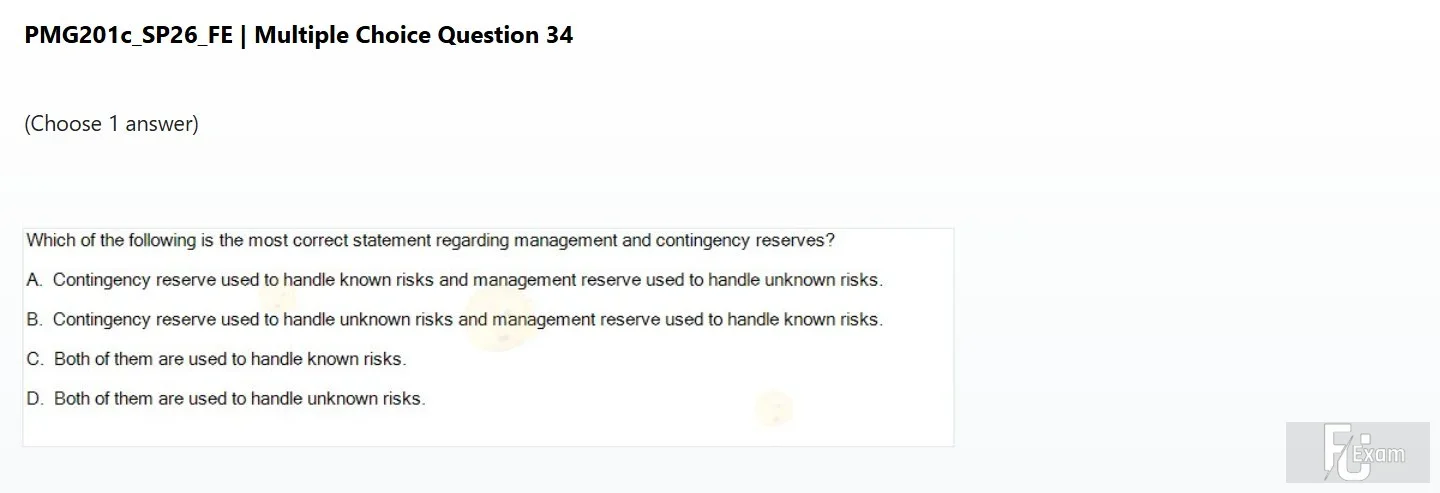 PMG201c_SP26_FE | Multiple Choice Question 34
(Choose 1 answer)
Which of the following is the most correct statement regarding management and contingency reserves?
A. Contingency reserve used to handle known risks and management reserve used to handle unknown risks.
B. Contingency reserve used to handle unknown risks and management reserve used to handle known risks.
C. Both of them are used to handle known risks.
D. Both of them are used to handle unknown risks.
FU Exam